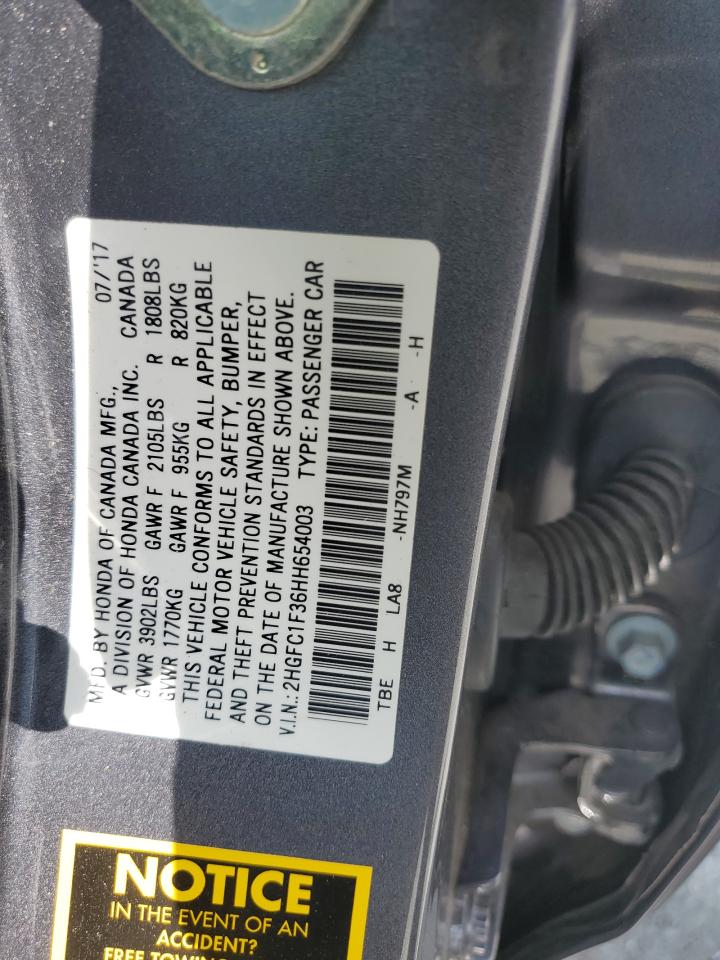 MFD. BY HONDA OF CANADA MFG., 07/'17
A DIVISION OF HONDA CANADA INC. CANADA
GVWR 3902LBS GAWR F 2105LBS R 1808LBS
GVWR 1770KG GAWR F 955KG R 820KG
THIS VEHICLE CONFORMS TO ALL APPLICABLE
FEDERAL MOTOR VEHICLE SAFETY, BUMPER,
AND THEFT PREVENTION STANDARDS IN EFFECT
ON THE DATE OF MANUFACTURE SHOWN ABOVE.
V.I.N.: 2HGFC1F36HH654003 TYPE: PASSENGER CAR
TBE H LA8 -NH797M -A -H
NOTICE
IN THE EVENT OF AN
ACCIDENT?
FREE TOWING